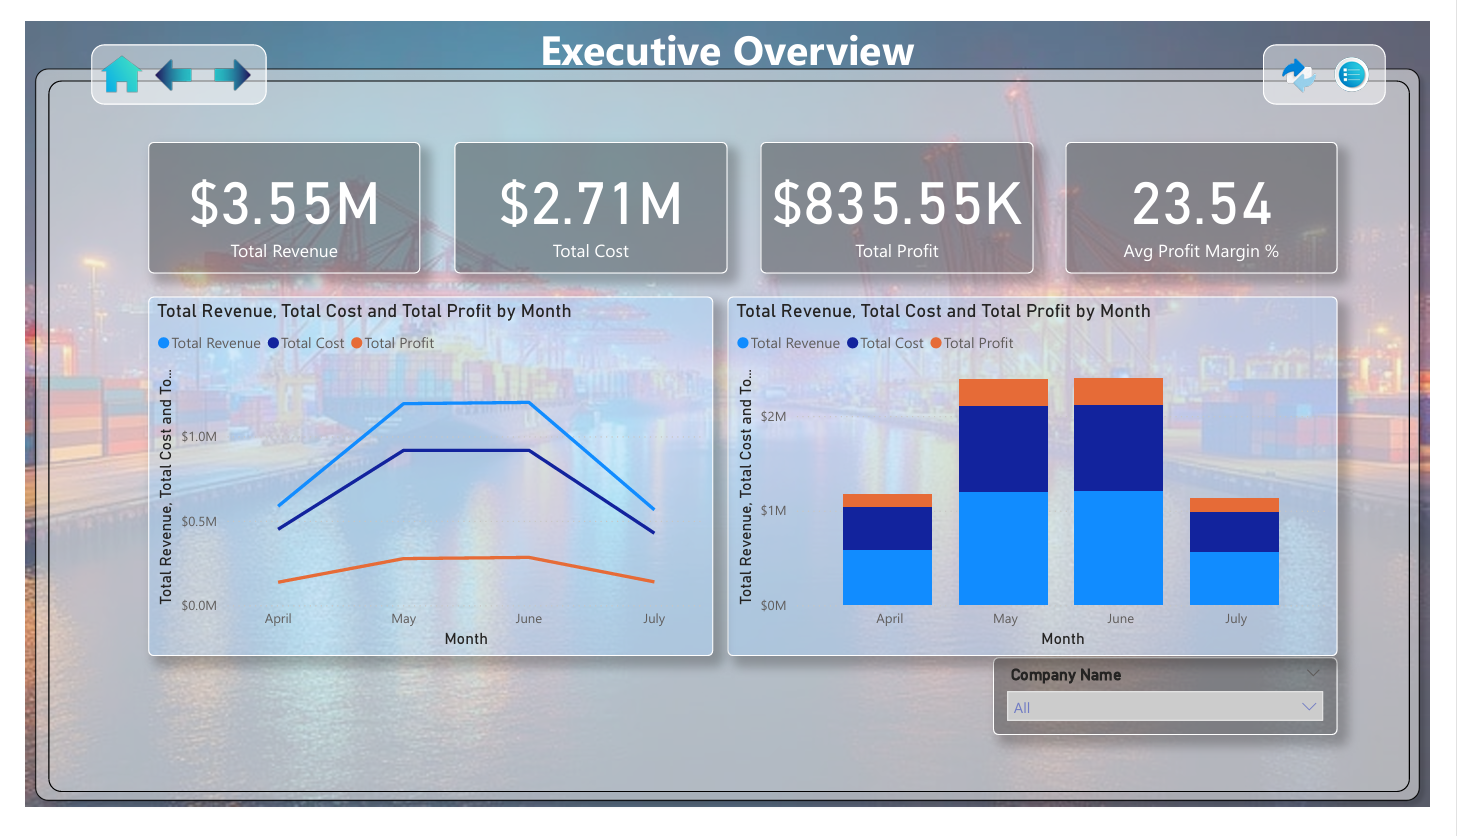 Executive Overview
$3.55M
Total Revenue
$2.71M
Total Cost
$835.55K
Total Profit
23.54
Avg Profit Margin %
Total Revenue, Total Cost and Total Profit by Month
Total Revenue Total Cost Total Profit
Total Revenue, Total Cost and To...
$1.0M
$0.5M
$0.0M
April May June July
Month
Total Revenue, Total Cost and Total Profit by Month
Total Revenue Total Cost Total Profit
Total Revenue, Total Cost and To...
$2M
$1M
$0M
April May June July
Month
Company Name
All